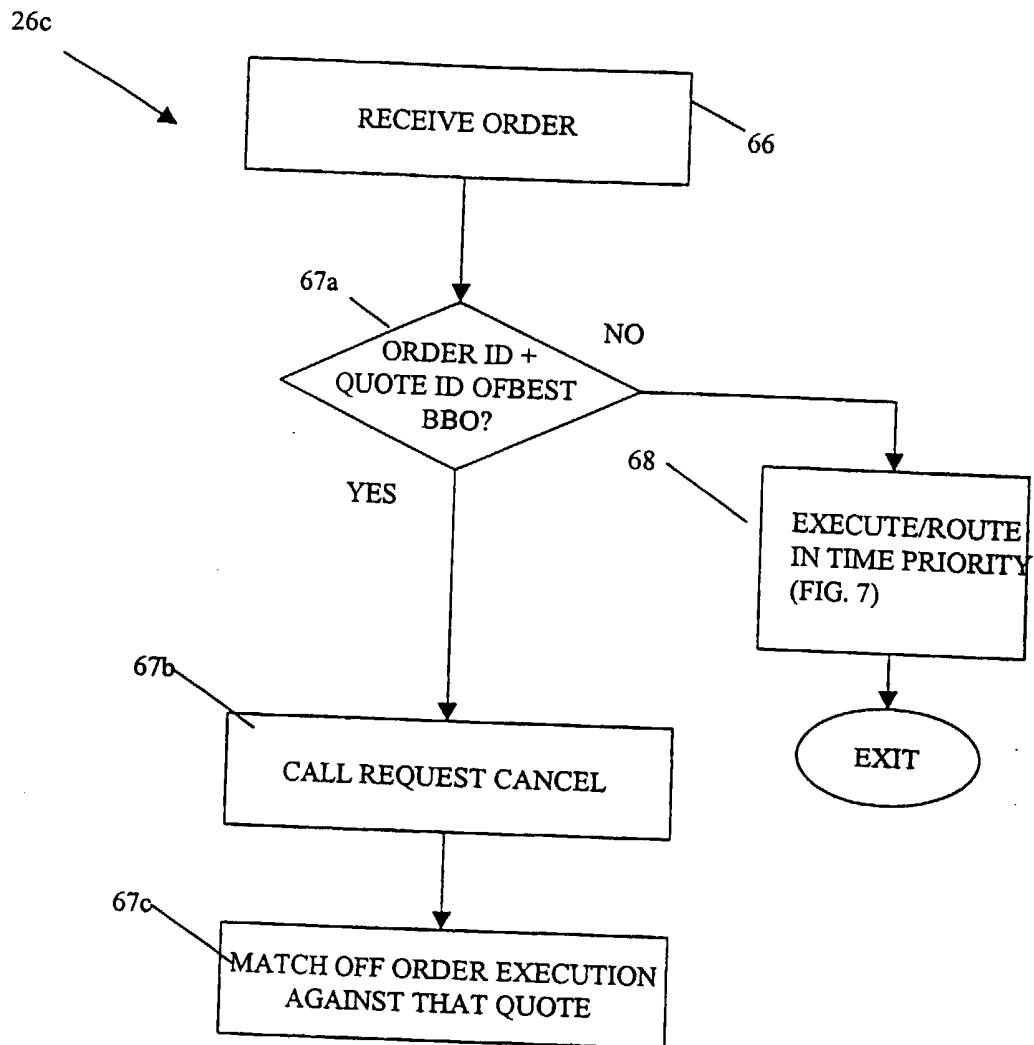 26c
RECEIVE ORDER
66
67a
NO
ORDER ID +
QUOTE ID OFBEST
BBO?
YES
68
EXECUTE/ROUTE
IN TIME PRIORITY
(FIG. 7)
67b
CALL REQUEST CANCEL
EXIT
67c
MATCH OFF ORDER EXECUTION
AGAINST THAT QUOTE